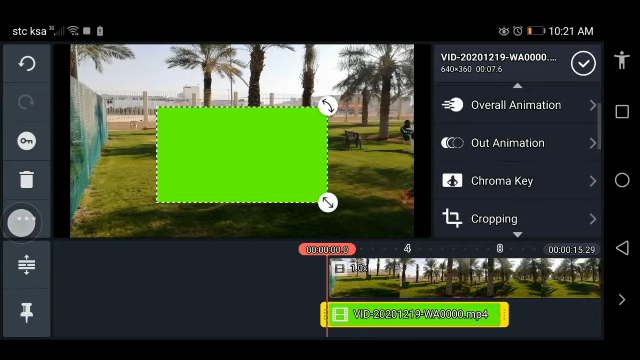 stc ksa
10:21 AM
VID-20201219-WA0000....
640×360 00:07.6
Overall Animation
Out Animation
Chroma Key
Cropping
00:00:00.0
4
8
00:00:15.29
1.0x
VID-20201219-WA0000.mp4